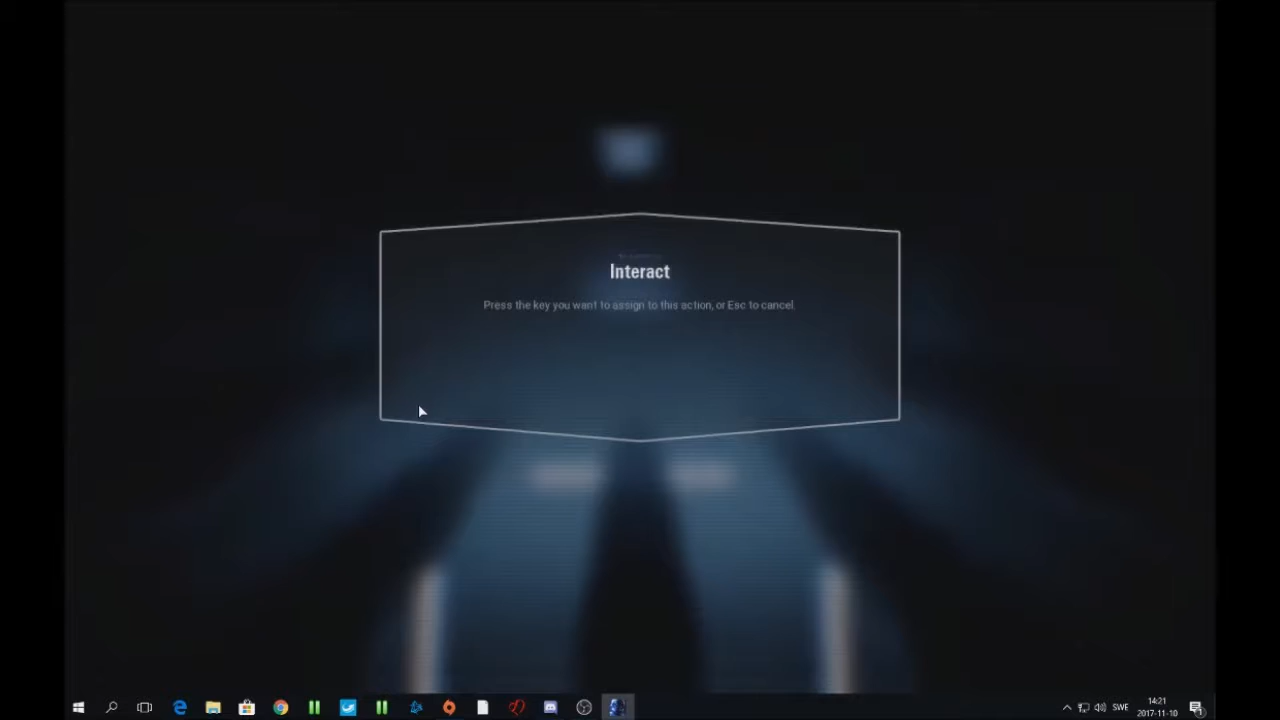 Interact
Press the key you want to assign to this action, or Esc to cancel.
SWE
14:21
2017-11-10